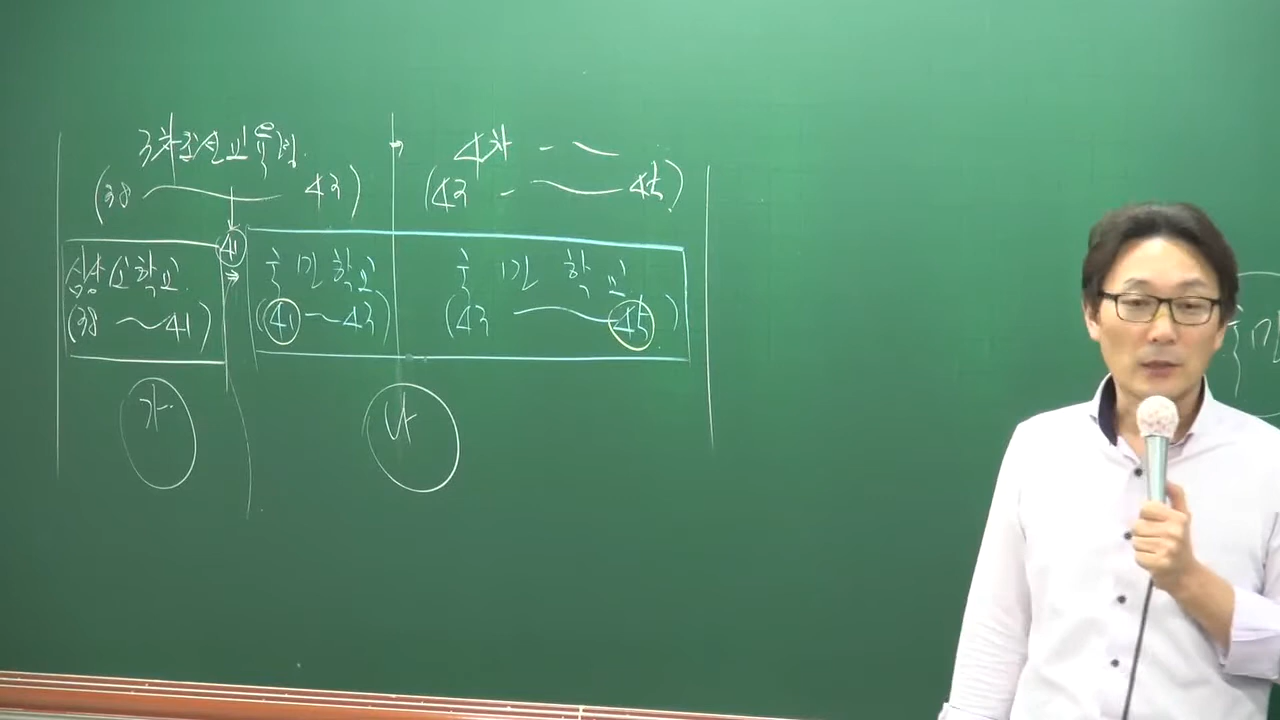 3차조선교육령 → 4차 - ~
(38 ~ 43) (43 - ~ 45)
41
심상소학교 → 국민학교 국민학교
(38 ~ 41) (41 ~ 43) (43 ~ 45)
가 나